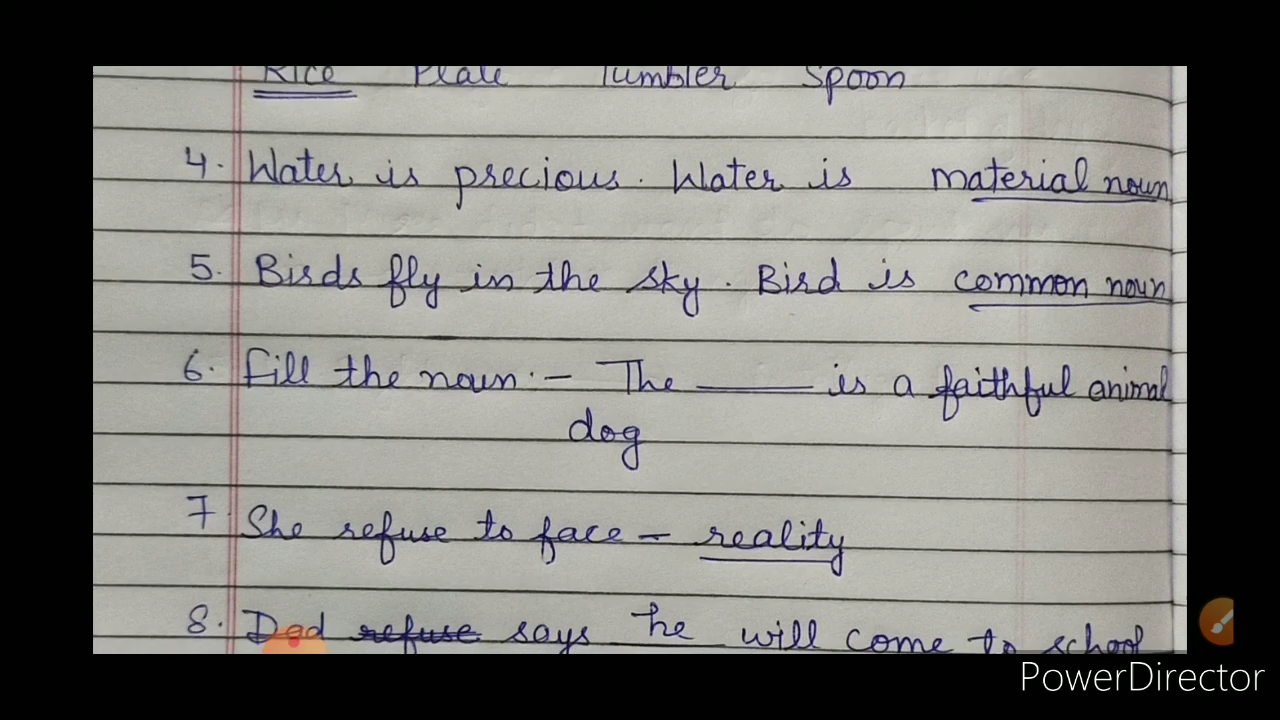 Rice Plate Tumbler Spoon
4. Water is precious. Water is material noun
5. Birds fly in the sky. Bird is common noun
6. Fill the noun :- The ____ is a faithful animal
dog
7. She refuse to face - reality
8. Dad refuse says he will come to school
PowerDirector